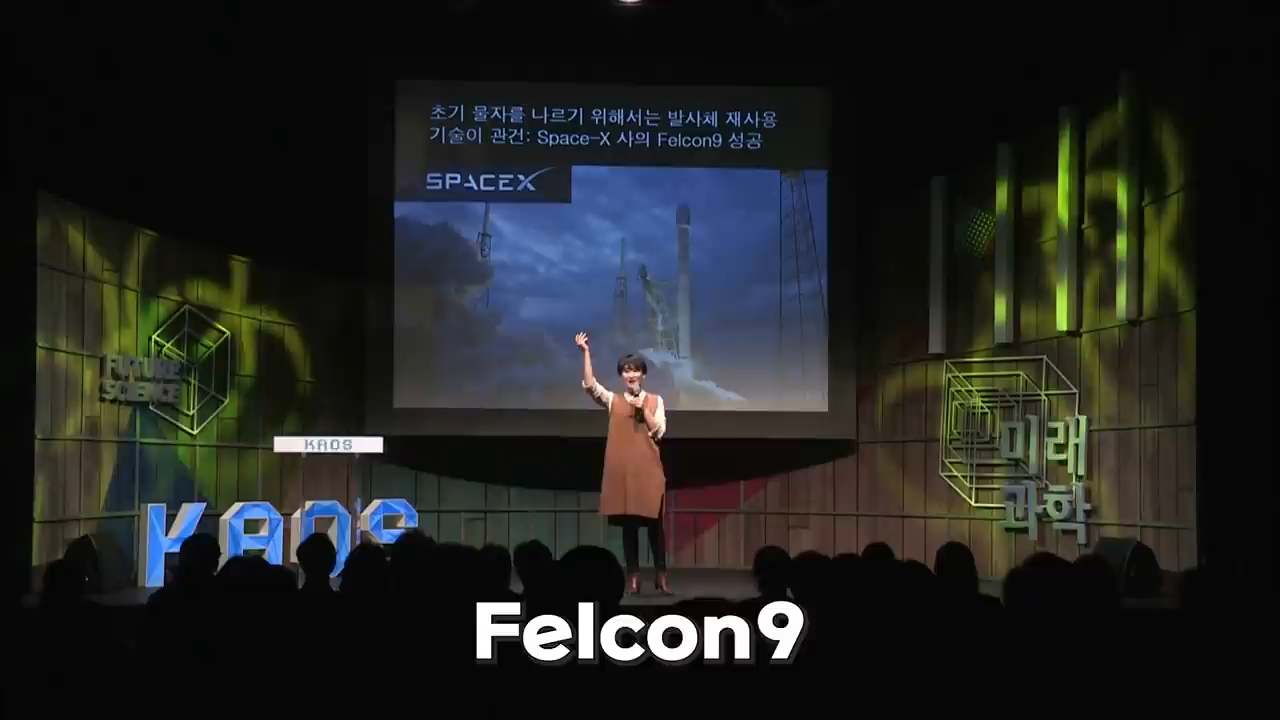 초기 물자를 나르기 위해서는 발사체 재사용
기술이 관건: Space-X 사의 Felcon9 성공
SPACEX
FUTURE
SCIENCE
KAOS
미래
과학
KAOS
Felcon9